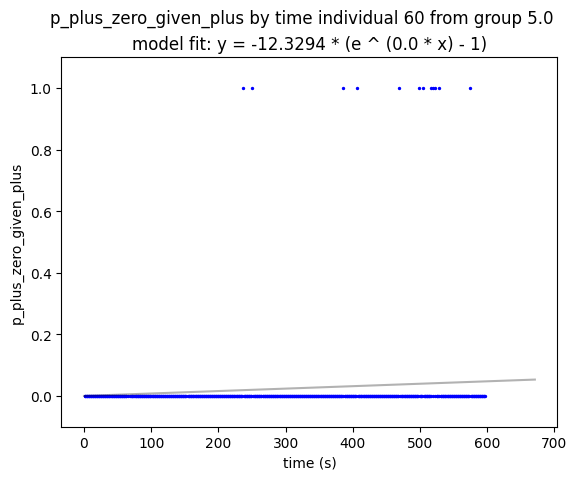 p_plus_zero_given_plus by time individual 60 from group 5.0
model fit: y = -12.3294 * (e ^ (0.0 * x) - 1)
1.0
0.8
0.6
0.4
0.2
0.0
p_plus_zero_given_plus
0 100 200 300 400 500 600 700
time (s)